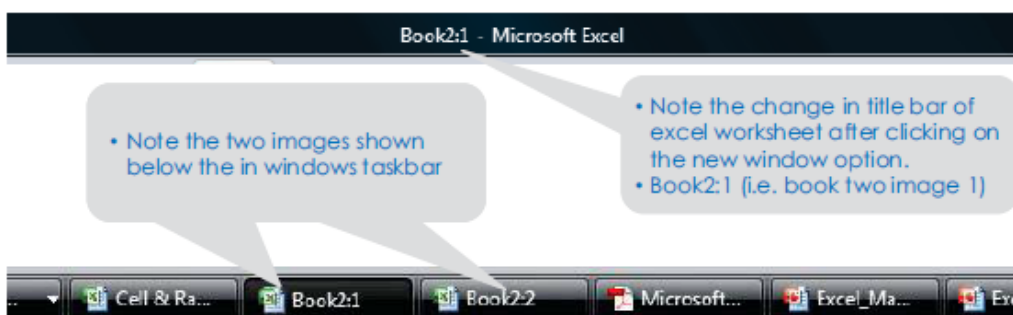 Book2:1 - Microsoft Excel
• Note the two images shown
below the in windows taskbar
• Note the change in title bar of
excel worksheet after clicking on
the new window option.
• Book2:1 (i.e. book two image 1)
... Cell & Ra... Book2:1 Book2:2 Microsoft... Excel_Ma... Ex